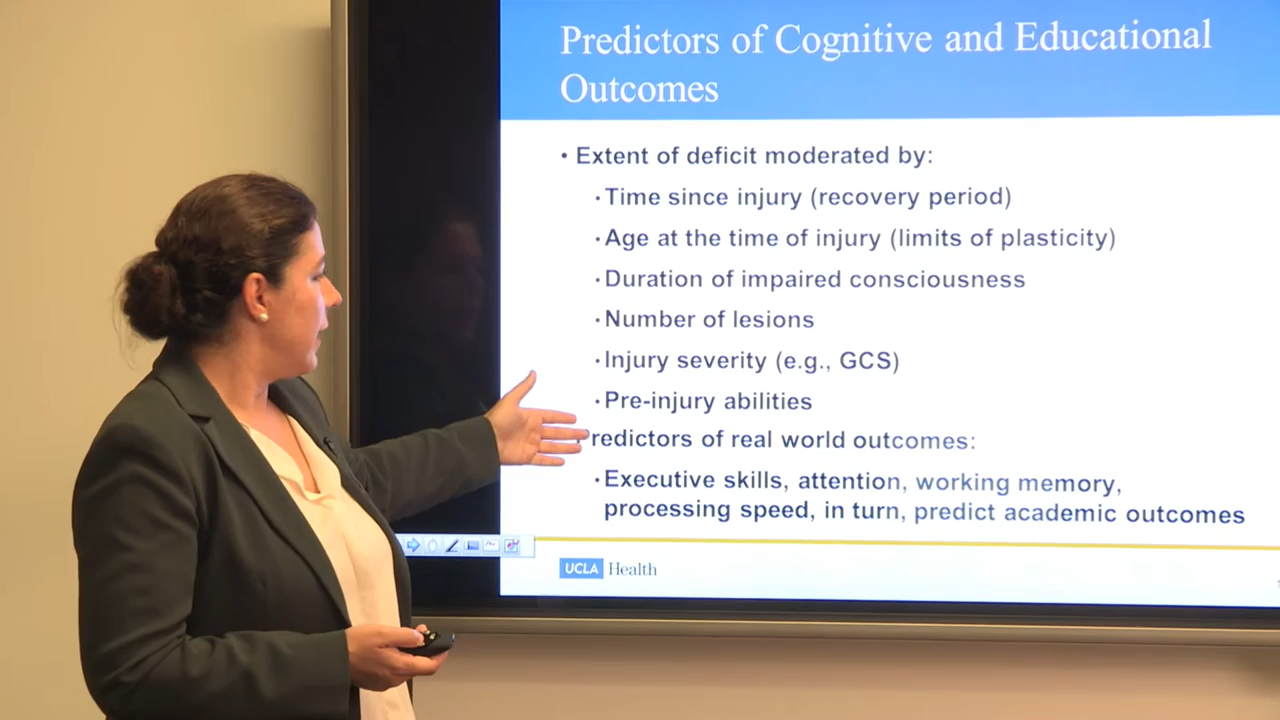 Predictors of Cognitive and Educational
Outcomes
• Extent of deficit moderated by:
· Time since injury (recovery period)
· Age at the time of injury (limits of plasticity)
· Duration of impaired consciousness
· Number of lesions
· Injury severity (e.g., GCS)
· Pre-injury abilities
Predictors of real world outcomes:
· Executive skills, attention, working memory,
processing speed, in turn, predict academic outcomes
UCLA Health